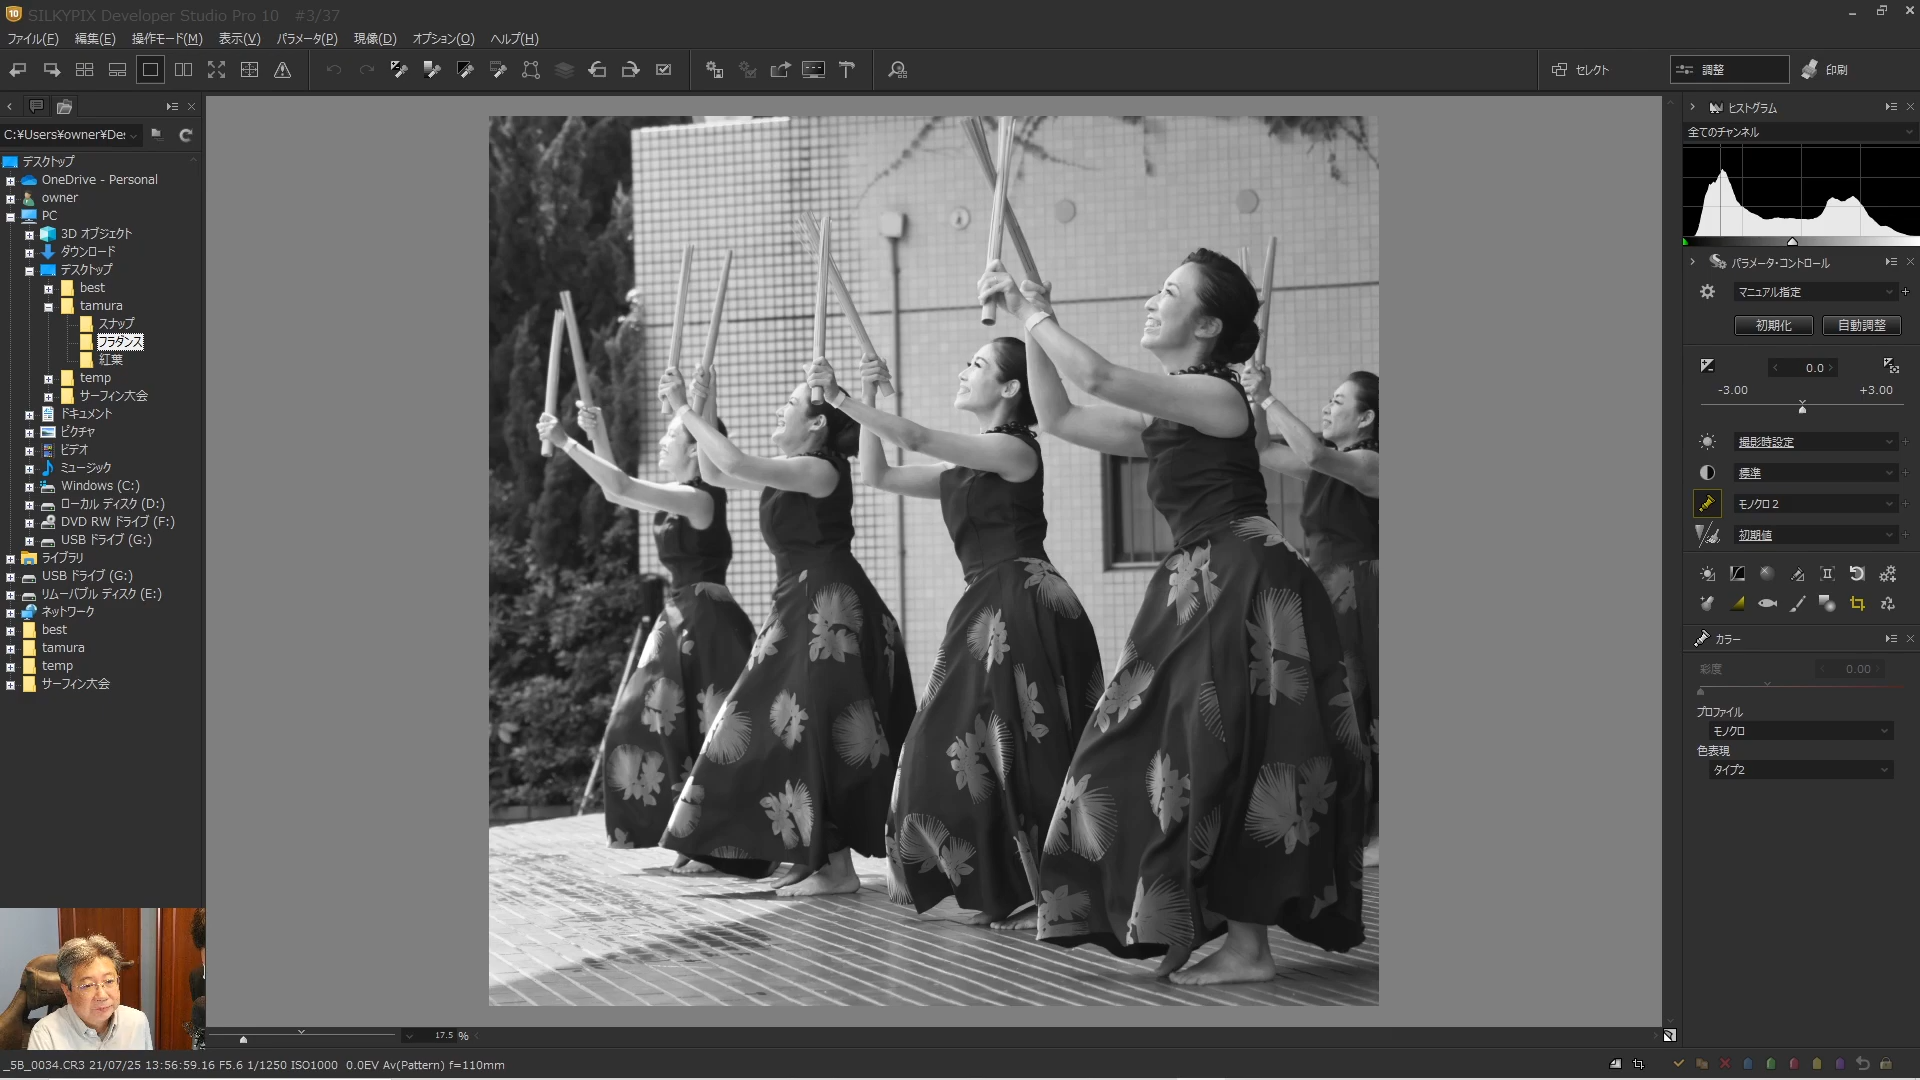 SILKYPIX Developer Studio Pro 10 #3/37
ファイル(F) 編集(E) 操作モード(M) 表示(V) パラメータ(P) 現像(D) オプション(O) ヘルプ(H)
セレクト
調整
印刷
C:¥Users¥owner¥De:
デスクトップ
OneDrive - Personal
owner
PC
3D オブジェクト
ダウンロード
デスクトップ
best
tamura
スナップ
フラダンス
紅葉
temp
サーフィン大会
ドキュメント
ピクチャ
ビデオ
ミュージック
Windows (C:)
ローカル ディスク (D:)
DVD RW ドライブ (F:)
USB ドライブ (G:)
ライブラリ
USB ドライブ (G:)
リムーバブル ディスク (E:)
ネットワーク
best
tamura
temp
サーフィン大会
17.5 %
_5B_0034.CR3 21/07/25 13:56:59.16 F5.6 1/1250 ISO1000 0.0EV Av(Pattern) f=110mm
ヒストグラム
全てのチャンネル
パラメータ・コントロール
マニュアル指定
初期化 自動調整
0.0
-3.00 +3.00
撮影時設定
標準
モノクロ 2
初期値
カラー
彩度 0.00
プロファイル
モノクロ
色表現
タイプ2